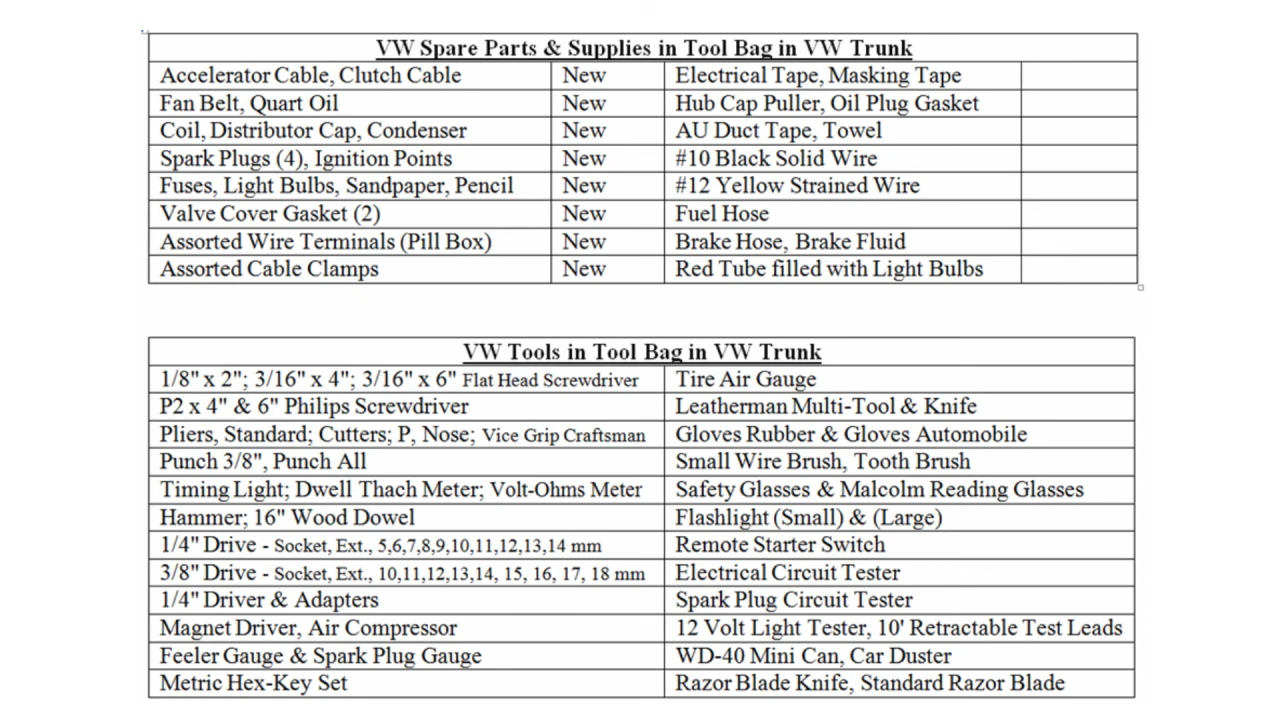 VW Spare Parts & Supplies in Tool Bag in VW Trunk
Accelerator Cable, Clutch Cable New Electrical Tape, Masking Tape
Fan Belt, Quart Oil New Hub Cap Puller, Oil Plug Gasket
Coil, Distributor Cap, Condenser New AU Duct Tape, Towel
Spark Plugs (4), Ignition Points New #10 Black Solid Wire
Fuses, Light Bulbs, Sandpaper, Pencil New #12 Yellow Strained Wire
Valve Cover Gasket (2) New Fuel Hose
Assorted Wire Terminals (Pill Box) New Brake Hose, Brake Fluid
Assorted Cable Clamps New Red Tube filled with Light Bulbs
VW Tools in Tool Bag in VW Trunk
1/8" x 2"; 3/16" x 4"; 3/16" x 6" Flat Head Screwdriver Tire Air Gauge
P2 x 4" & 6" Philips Screwdriver Leatherman Multi-Tool & Knife
Pliers, Standard; Cutters; P, Nose; Vice Grip Craftsman Gloves Rubber & Gloves Automobile
Punch 3/8", Punch All Small Wire Brush, Tooth Brush
Timing Light; Dwell Thach Meter; Volt-Ohms Meter Safety Glasses & Malcolm Reading Glasses
Hammer; 16" Wood Dowel Flashlight (Small) & (Large)
1/4" Drive - Socket, Ext., 5,6,7,8,9,10,11,12,13,14 mm Remote Starter Switch
3/8" Drive - Socket, Ext., 10,11,12,13,14, 15, 16, 17, 18 mm Electrical Circuit Tester
1/4" Driver & Adapters Spark Plug Circuit Tester
Magnet Driver, Air Compressor 12 Volt Light Tester, 10' Retractable Test Leads
Feeler Gauge & Spark Plug Gauge WD-40 Mini Can, Car Duster
Metric Hex-Key Set Razor Blade Knife, Standard Razor Blade